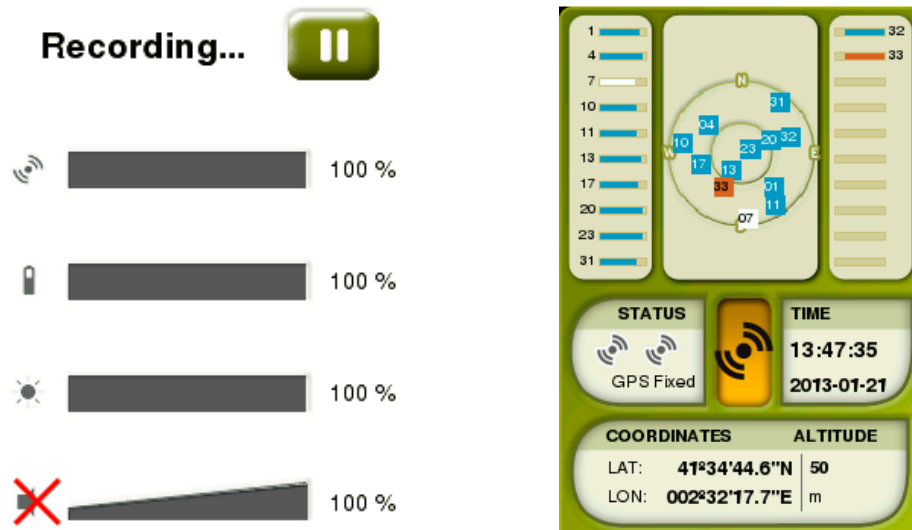 Recording...
100 %
100 %
100 %
100 %
1
4
7
10
11
13
17
20
23
31
N
31
04
10
W
20
32
23
E
17
13
33
01
11
07
32
33
STATUS
GPS Fixed
TIME
13:47:35
2013-01-21
COORDINATES
ALTITUDE
LAT: 41º34'44.6"N
50
LON: 002º32'17.7"E
m